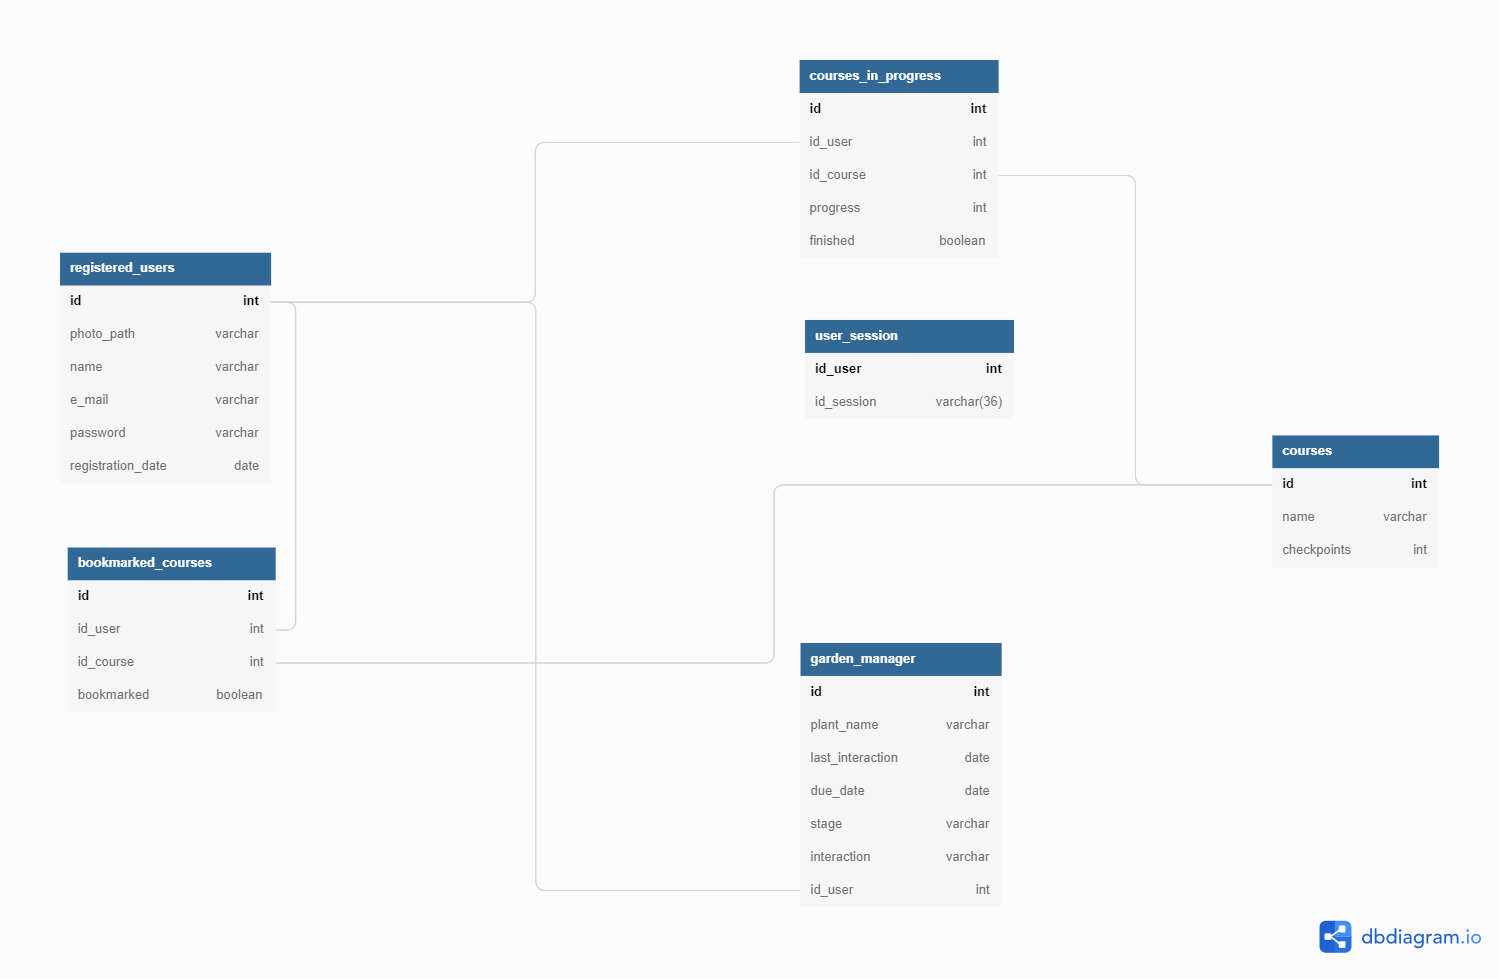 courses_in_progress
id int
id_user int
id_course int
progress int
finished boolean
registered_users
id int
photo_path varchar
name varchar
e_mail varchar
password varchar
registration_date date
user_session
id_user int
id_session varchar(36)
courses
id int
name varchar
checkpoints int
bookmarked_courses
id int
id_user int
id_course int
bookmarked boolean
garden_manager
id int
plant_name varchar
last_interaction date
due_date date
stage varchar
interaction varchar
id_user int
dbdiagram.io